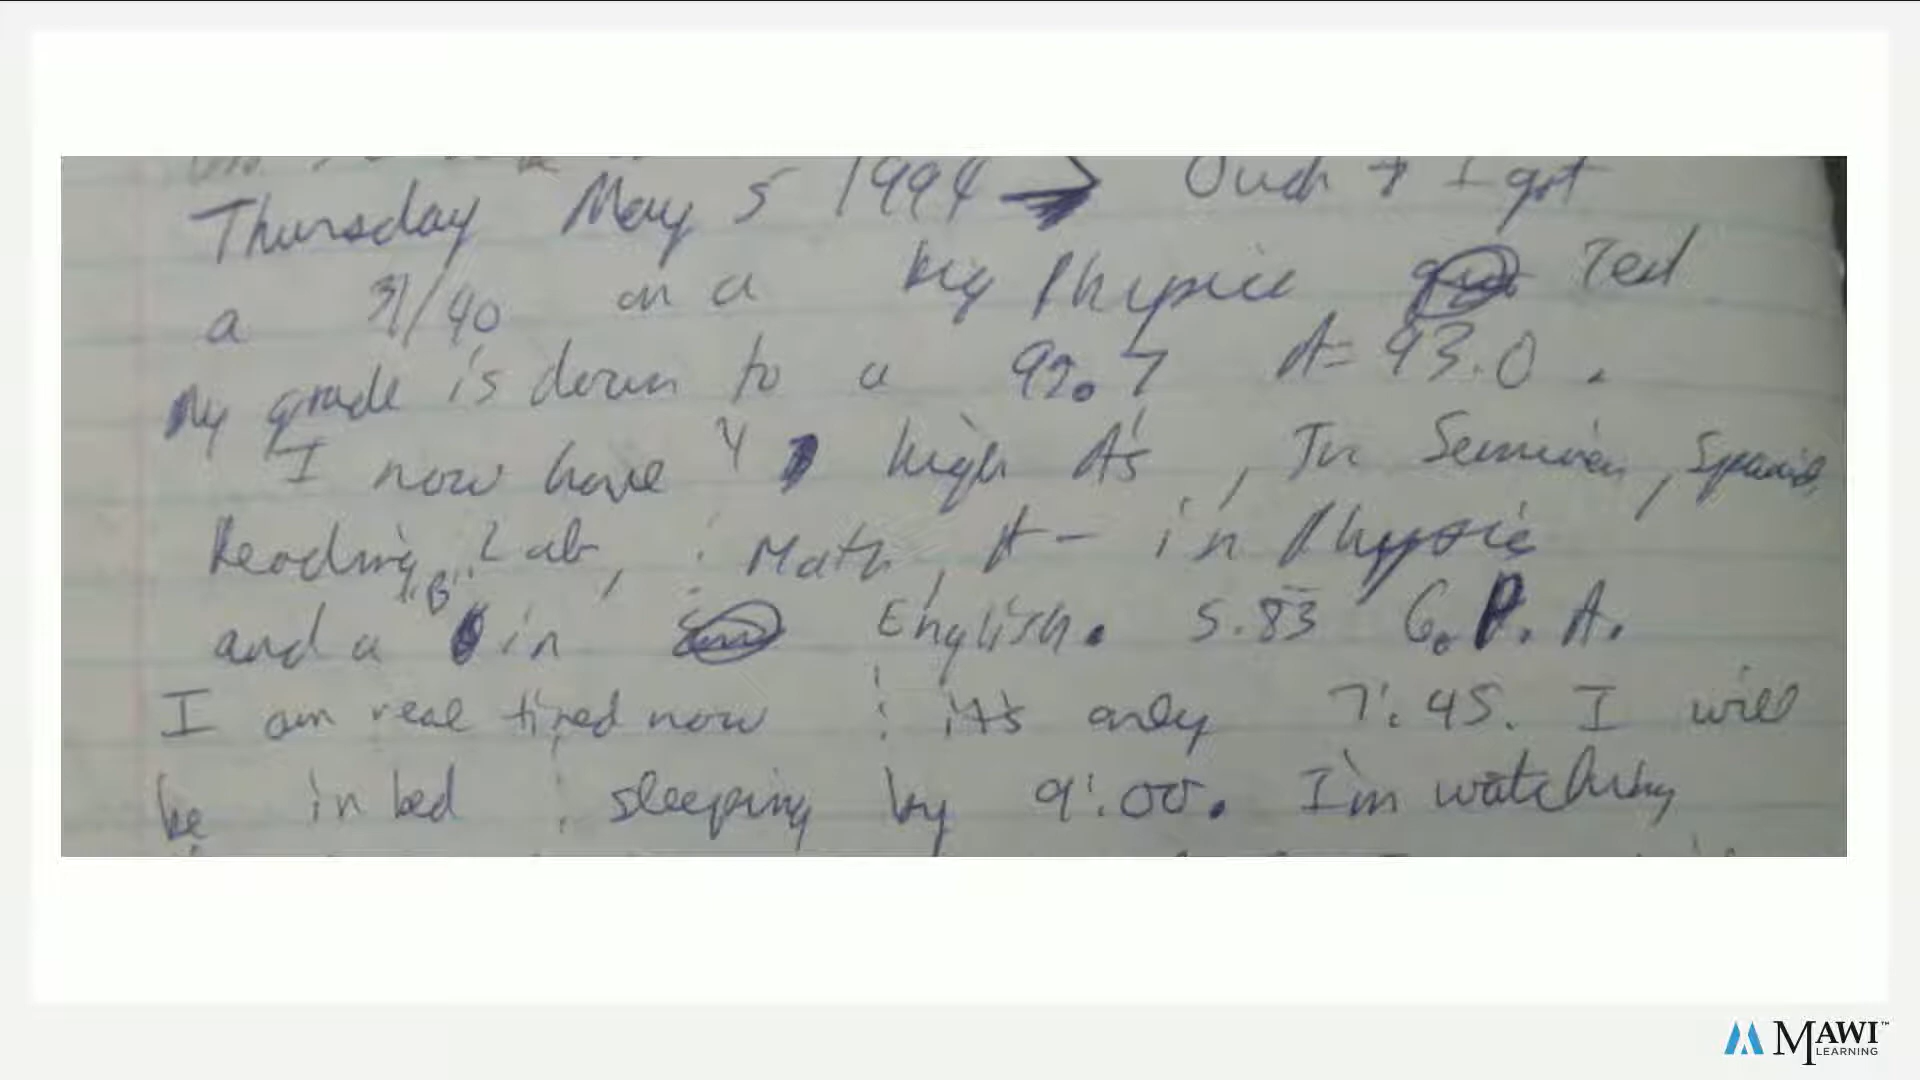 Thursday May 5 1994 → Ouch → I got
a 31/40 on a big Physics Test
My grade is down to a 92.7 A= 93.0.
I now have 4 high A's, In Seminar, Spanish,
Reading Lab, : Math, A- in Physics
and a "B" in English. 5.83 G.P.A.
I am real tired now : it's only 7:45. I will
be in bed : sleeping by 9:00. I'm watching
MAWI™
LEARNING